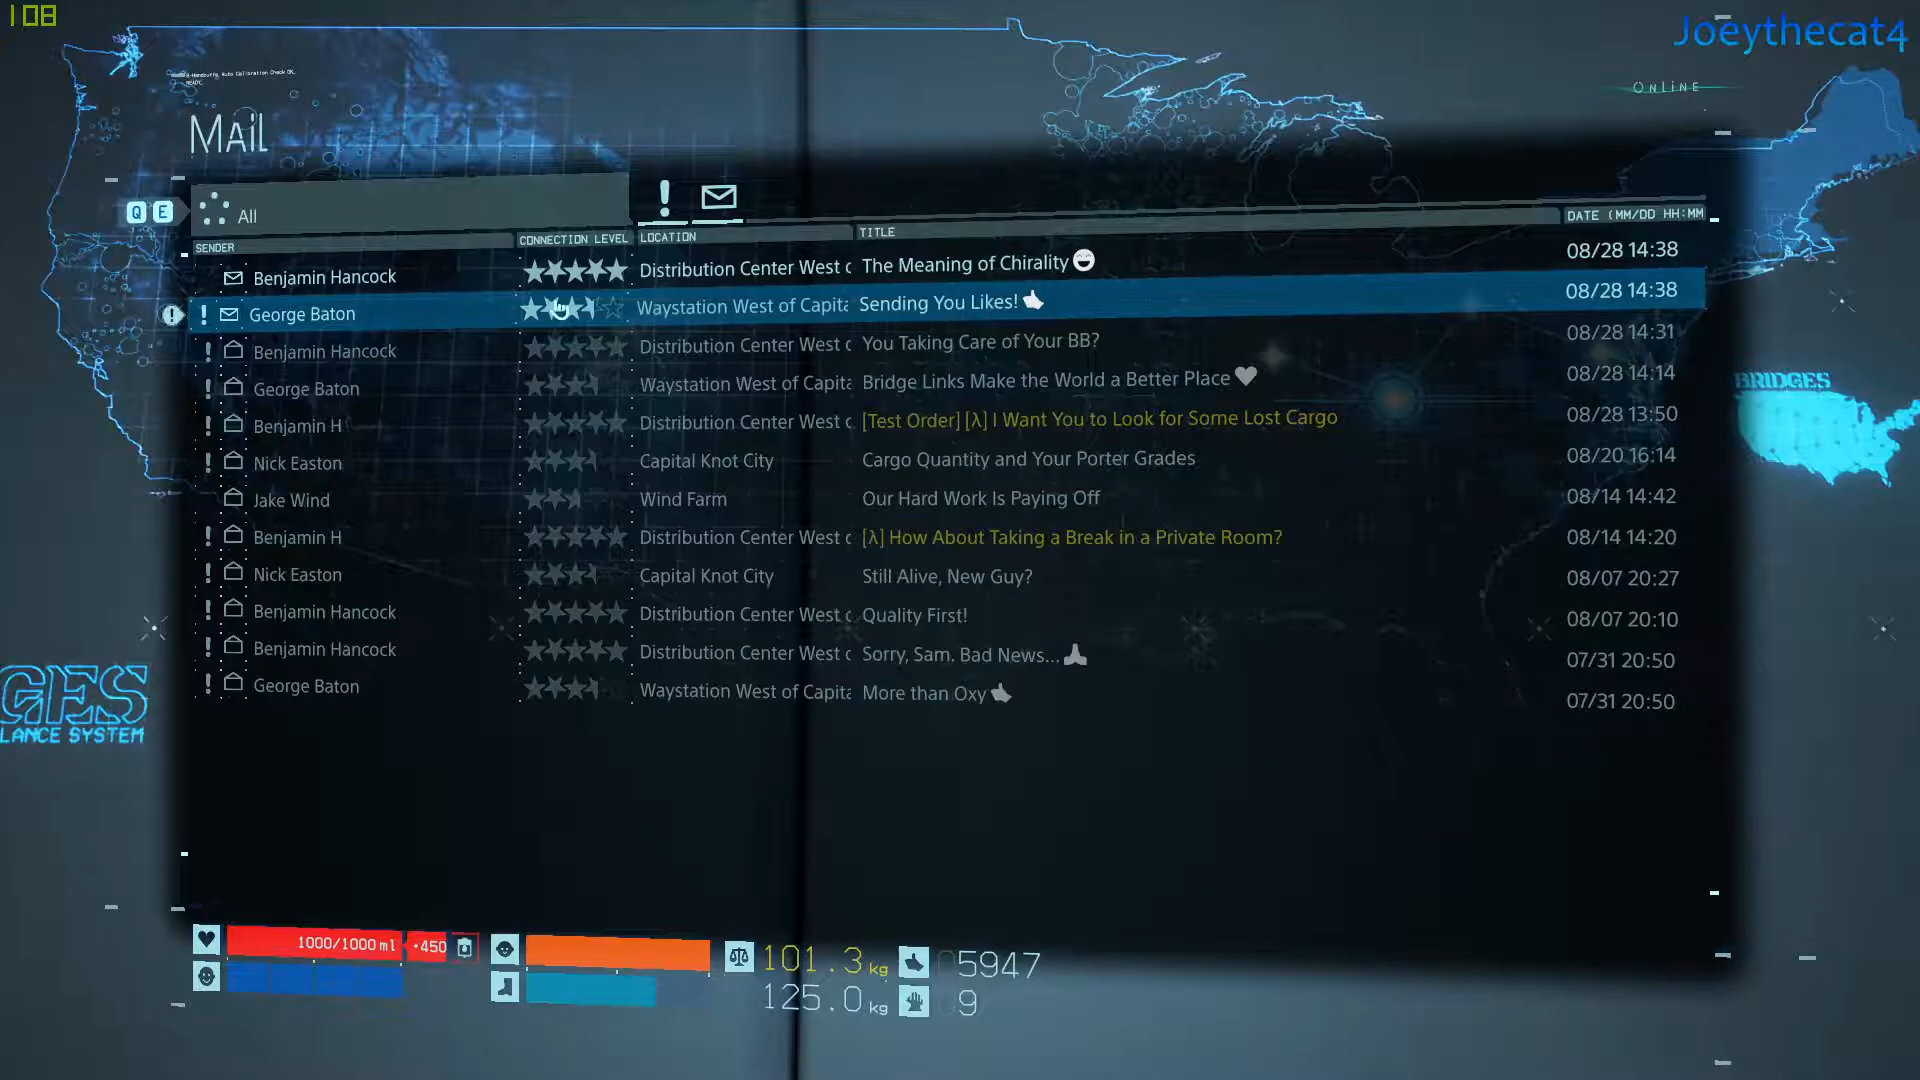 108
Joeythecat4
B-Handcuffs, Auto Calibration Check OK.
READY.
Online
Mail
Q E All
SENDER CONNECTION LEVEL LOCATION TITLE DATE (MM/DD HH:MM
Benjamin Hancock Distribution Center West o The Meaning of Chirality 08/28 14:38
! George Baton Waystation West of Capita Sending You Likes! 08/28 14:38
! Benjamin Hancock Distribution Center West o You Taking Care of Your BB? 08/28 14:31
! George Baton Waystation West of Capita Bridge Links Make the World a Better Place 08/28 14:14
! Benjamin H Distribution Center West o [Test Order] [λ] I Want You to Look for Some Lost Cargo 08/28 13:50
! Nick Easton Capital Knot City Cargo Quantity and Your Porter Grades 08/20 16:14
Jake Wind Wind Farm Our Hard Work Is Paying Off 08/14 14:42
! Benjamin H Distribution Center West o [λ] How About Taking a Break in a Private Room? 08/14 14:20
! Nick Easton Capital Knot City Still Alive, New Guy? 08/07 20:27
! Benjamin Hancock Distribution Center West o Quality First! 08/07 20:10
! Benjamin Hancock Distribution Center West o Sorry, Sam. Bad News... 07/31 20:50
! George Baton Waystation West of Capita More than Oxy 07/31 20:50
BRIDGES
GES
LANCE SYSTEM
1000/1000 ml +450
101.3 kg
125.0 kg
05947
09